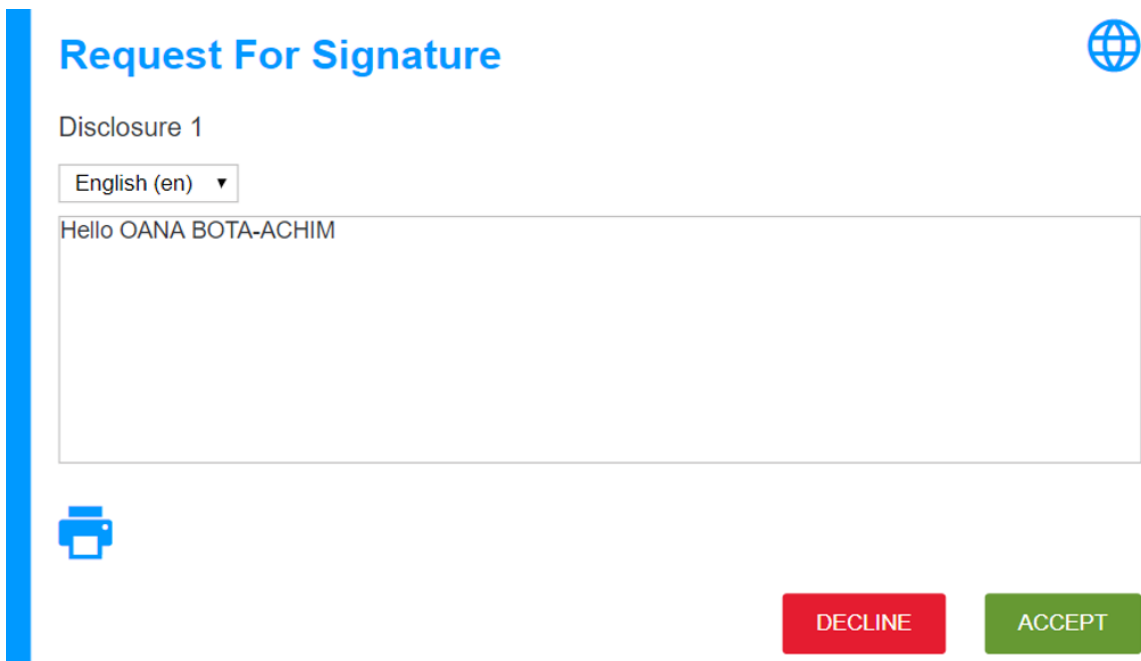 Request For Signature
Disclosure 1
English (en)
Hello OANA BOTA-ACHIM
DECLINE
ACCEPT